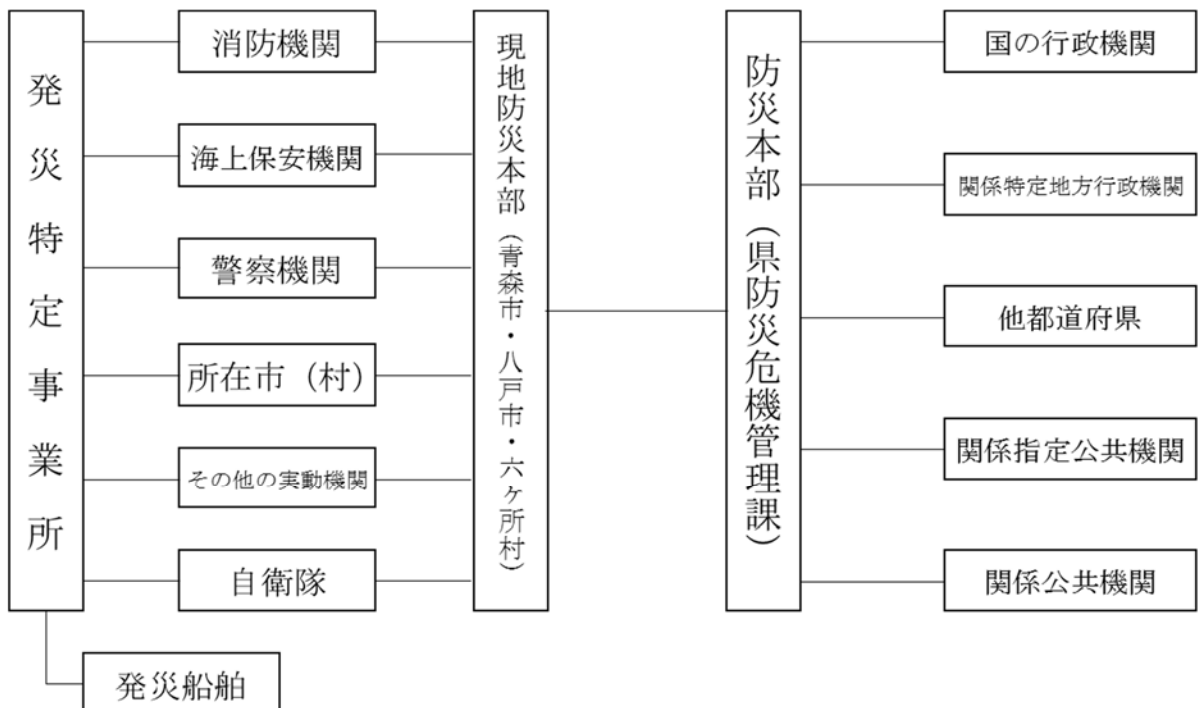 発災特定事業所
消防機関
海上保安機関
警察機関
所在市（村）
その他の実動機関
自衛隊
発災船舶
現地防災本部（青森市・八戸市・六ケ所村）
防災本部（県防災危機管理課）
国の行政機関
関係特定地方行政機関
他都道府県
関係指定公共機関
関係公共機関